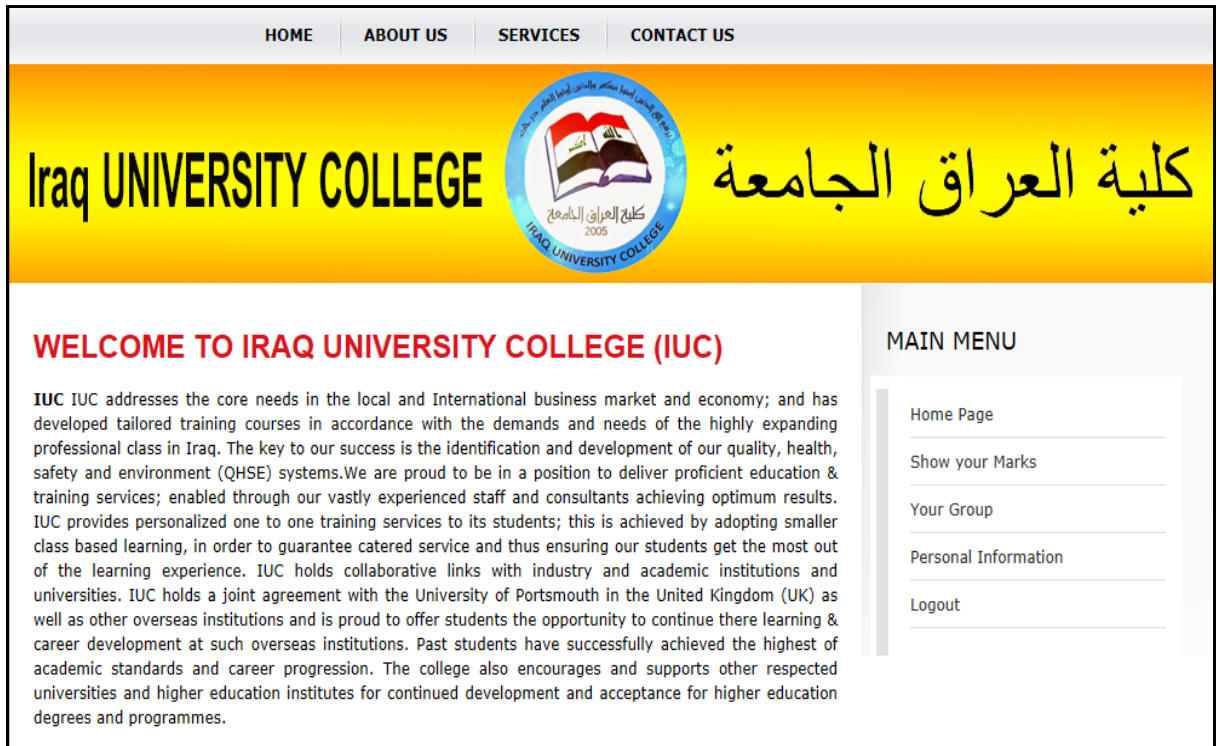 HOME ABOUT US SERVICES CONTACT US
Iraq UNIVERSITY COLLEGE
كلية العراق الجامعة
2005
IRAQ UNIVERSITY COLLEGE
كلية العراق الجامعة
WELCOME TO IRAQ UNIVERSITY COLLEGE (IUC)
IUC IUC addresses the core needs in the local and International business market and economy; and has
developed tailored training courses in accordance with the demands and needs of the highly expanding
professional class in Iraq. The key to our success is the identification and development of our quality, health,
safety and environment (QHSE) systems.We are proud to be in a position to deliver proficient education &
training services; enabled through our vastly experienced staff and consultants achieving optimum results.
IUC provides personalized one to one training services to its students; this is achieved by adopting smaller
class based learning, in order to guarantee catered service and thus ensuring our students get the most out
of the learning experience. IUC holds collaborative links with industry and academic institutions and
universities. IUC holds a joint agreement with the University of Portsmouth in the United Kingdom (UK) as
well as other overseas institutions and is proud to offer students the opportunity to continue there learning &
career development at such overseas institutions. Past students have successfully achieved the highest of
academic standards and career progression. The college also encourages and supports other respected
universities and higher education institutes for continued development and acceptance for higher education
degrees and programmes.
MAIN MENU
Home Page
Show your Marks
Your Group
Personal Information
Logout